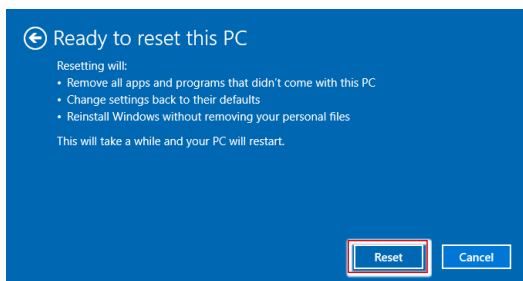 Ready to reset this PC
Resetting will:
• Remove all apps and programs that didn't come with this PC
• Change settings back to their defaults
• Reinstall Windows without removing your personal files
This will take a while and your PC will restart.
Reset
Cancel